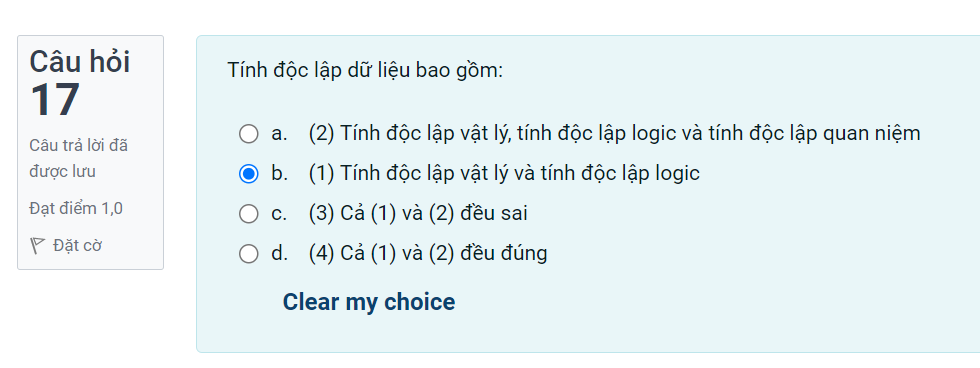 Câu hỏi
17
Câu trả lời đã
được lưu
Đạt điểm 1,0
Đặt cờ
Tính độc lập dữ liệu bao gồm:
a. (2) Tính độc lập vật lý, tính độc lập logic và tính độc lập quan niệm
b. (1) Tính độc lập vật lý và tính độc lập logic
c. (3) Cả (1) và (2) đều sai
d. (4) Cả (1) và (2) đều đúng
Clear my choice